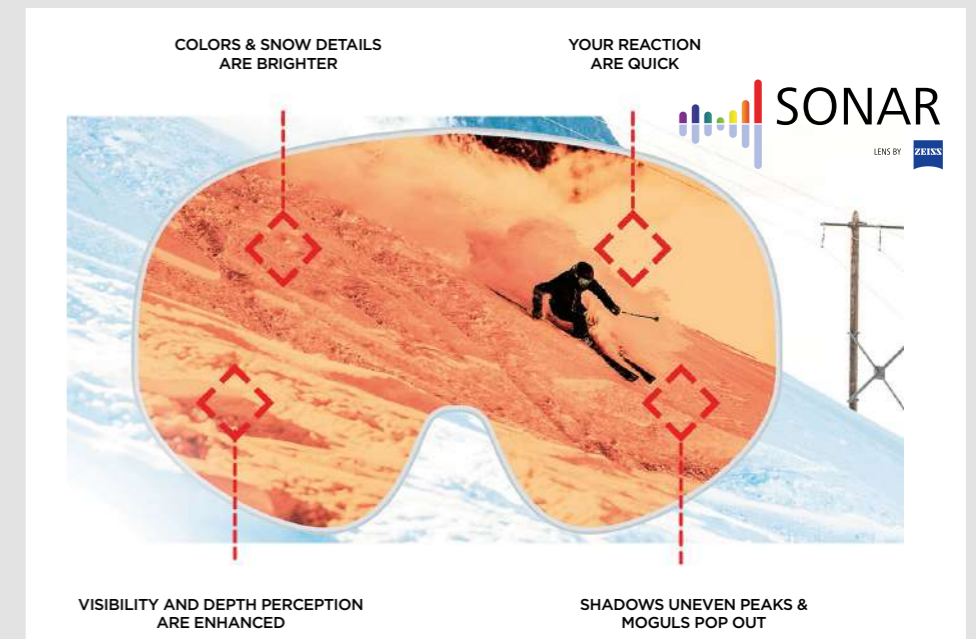 COLORS & SNOW DETAILS
ARE BRIGHTER
YOUR REACTION
ARE QUICK
SONAR
LENS BY ZEISS
VISIBILITY AND DEPTH PERCEPTION
ARE ENHANCED
SHADOWS UNEVEN PEAKS &
MOGULS POP OUT